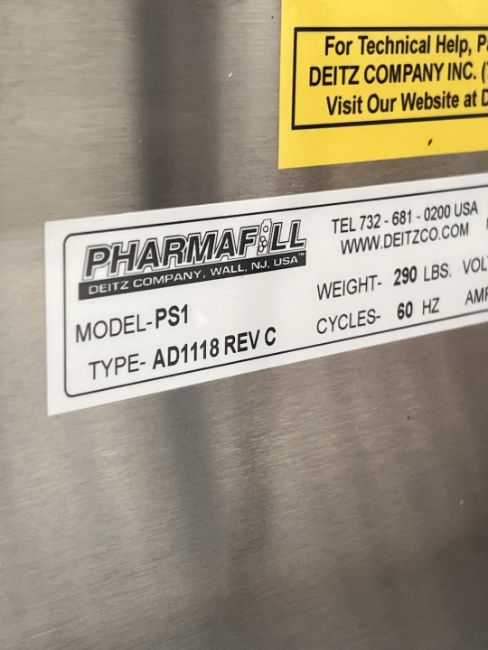 For Technical Help,
DEITZ COMPANY INC. (
Visit Our Website at
PHARMAFILL
DEITZ COMPANY, WALL, NJ, USA™
MODEL-PS1
TYPE- AD1118 REV C
TEL 732 - 681 - 0200 USA
WWW.DEITZCO.COM
WEIGHT- 290 LBS.
CYCLES- 60 HZ